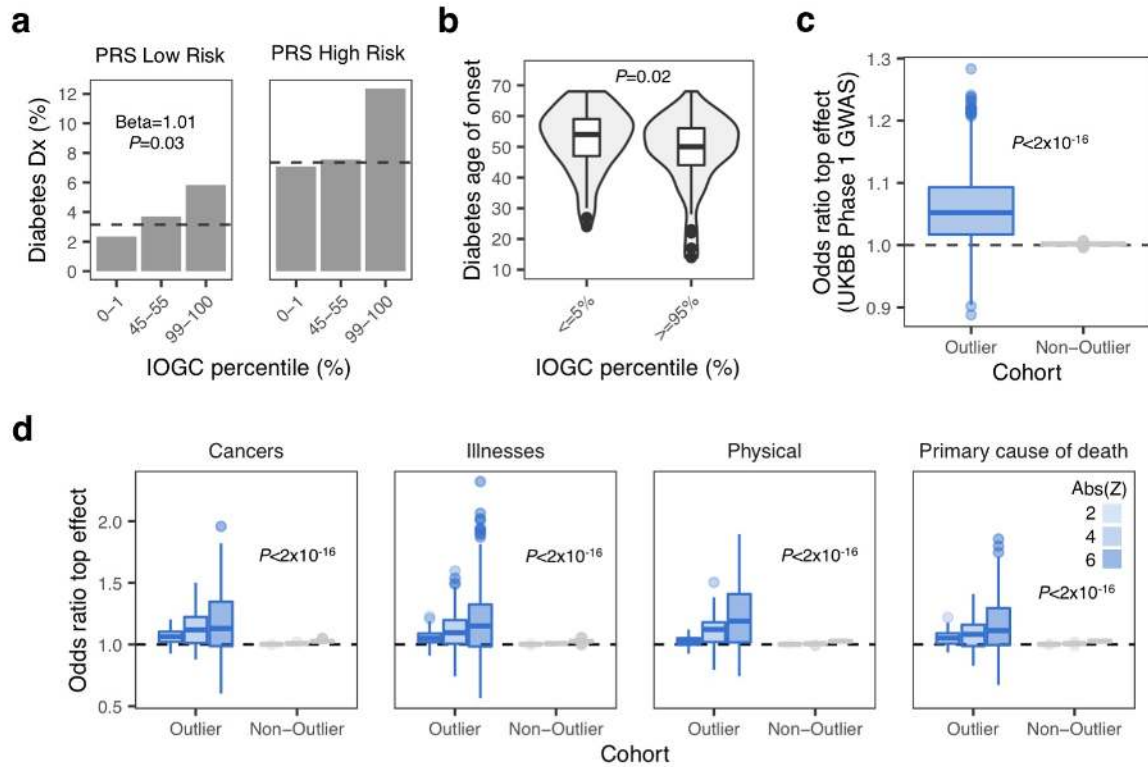 a
PRS Low Risk
PRS High Risk
Diabetes Dx (%)
12
10
8
6
4
2
0
Beta=1.01
P=0.03
0−1
45−55
99−100
0−1
45−55
99−100
IOGC percentile (%)
b
Diabetes age of onset
70
60
50
40
30
20
10
P=0.02
<=5%
>=95%
IOGC percentile (%)
c
Odds ratio top effect
(UKBB Phase 1 GWAS)
1.3
1.2
1.1
1.0
0.9
P<2x10-16
Outlier
Non−Outlier
Cohort
d
Cancers
Illnesses
Physical
Primary cause of death
Odds ratio top effect
2.0
1.5
1.0
0.5
P<2x10-16
P<2x10-16
P<2x10-16
Abs(Z)
2
4
6
P<2x10-16
Outlier
Non−Outlier
Outlier
Non−Outlier
Outlier
Non−Outlier
Outlier
Non−Outlier
Cohort